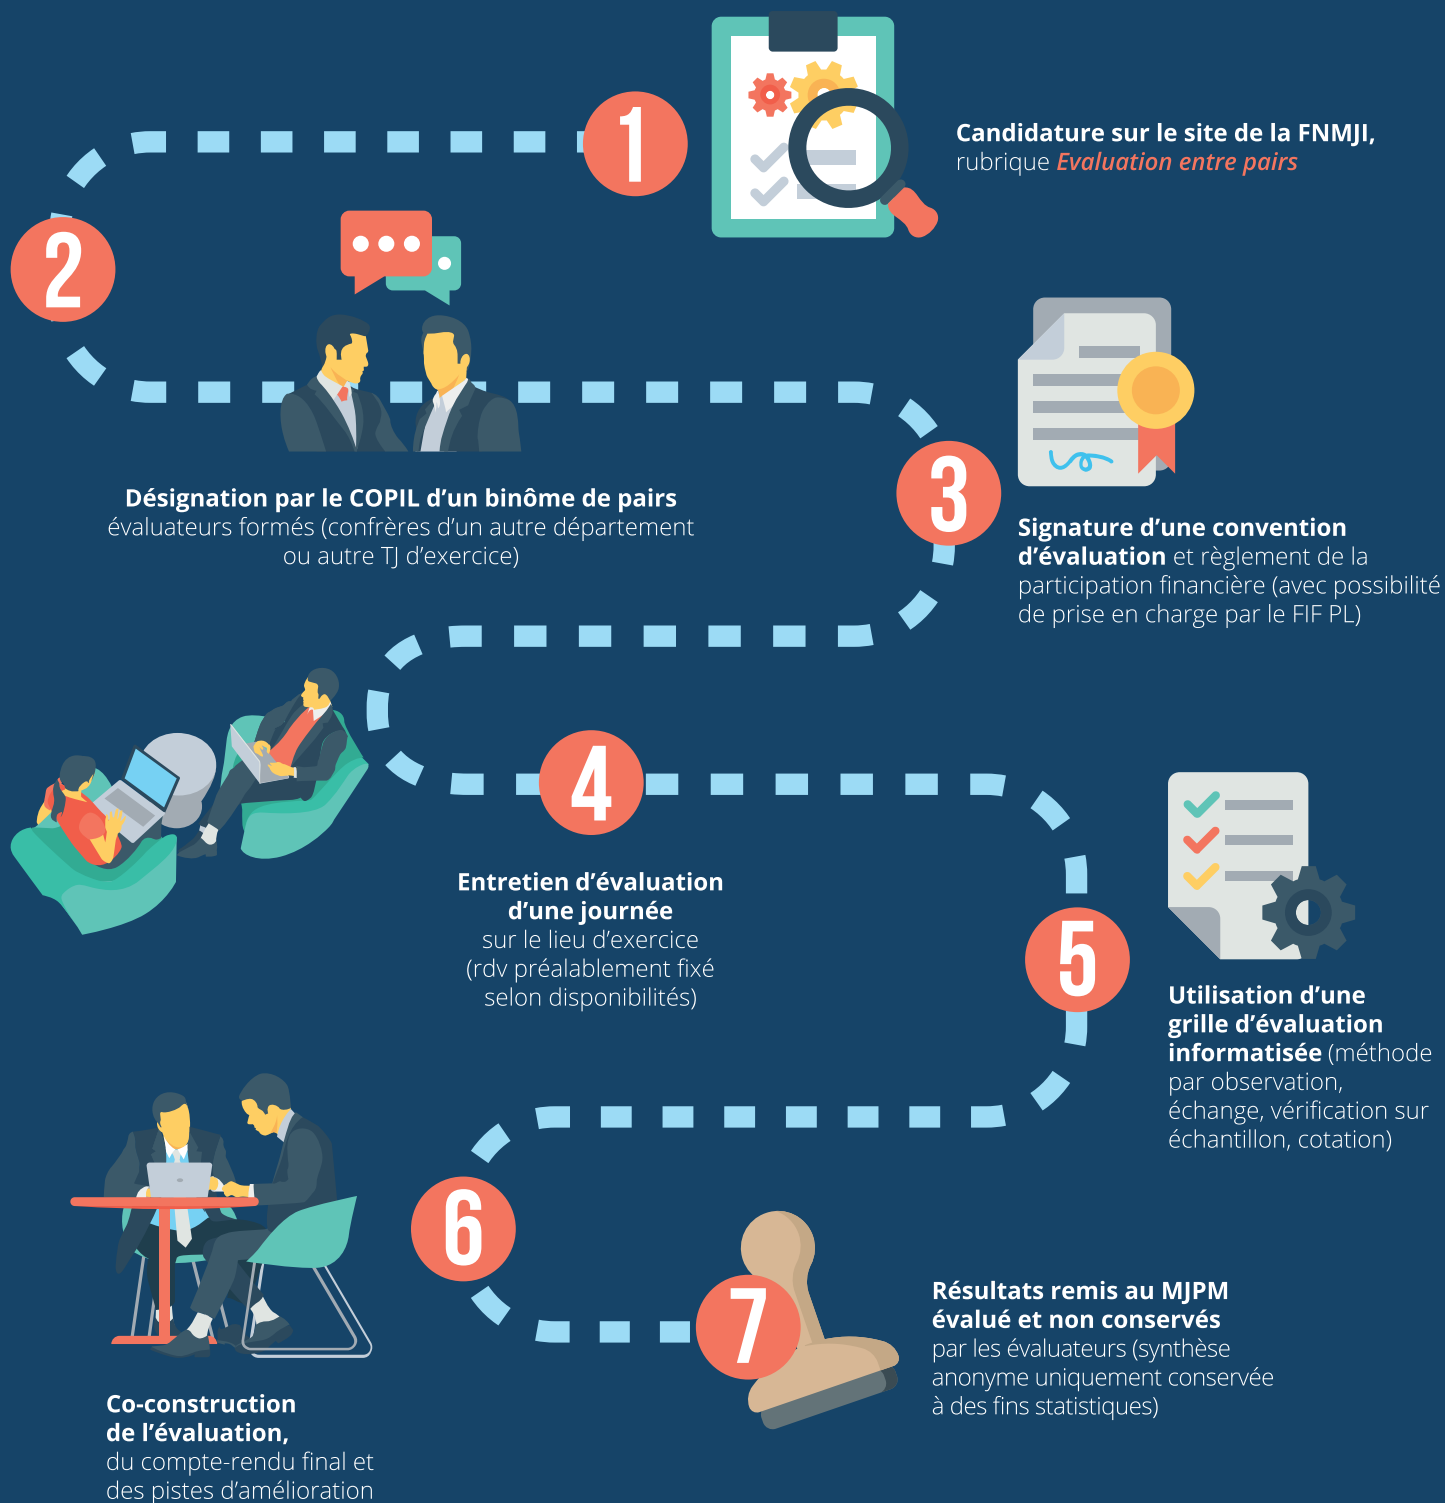 1
Candidature sur le site de la FNMJI,
rubrique Evaluation entre pairs
2
Désignation par le COPIL d’un binôme de pairs
évaluateurs formés (confrères d’un autre département
ou autre TJ d’exercice)
3
Signature d’une convention
d’évaluation et règlement de la
participation financière (avec possibilité
de prise en charge par le FIF PL)
4
Entretien d’évaluation
d’une journée
sur le lieu d’exercice
(rdv préalablement fixé
selon disponibilités)
5
Utilisation d’une
grille d’évaluation
informatisée (méthode
par observation,
échange, vérification sur
échantillon, cotation)
6
Co-construction
de l’évaluation,
du compte-rendu final et
des pistes d’amélioration
7
Résultats remis au MJPM
évalué et non conservés
par les évaluateurs (synthèse
anonyme uniquement conservée
à des fins statistiques)